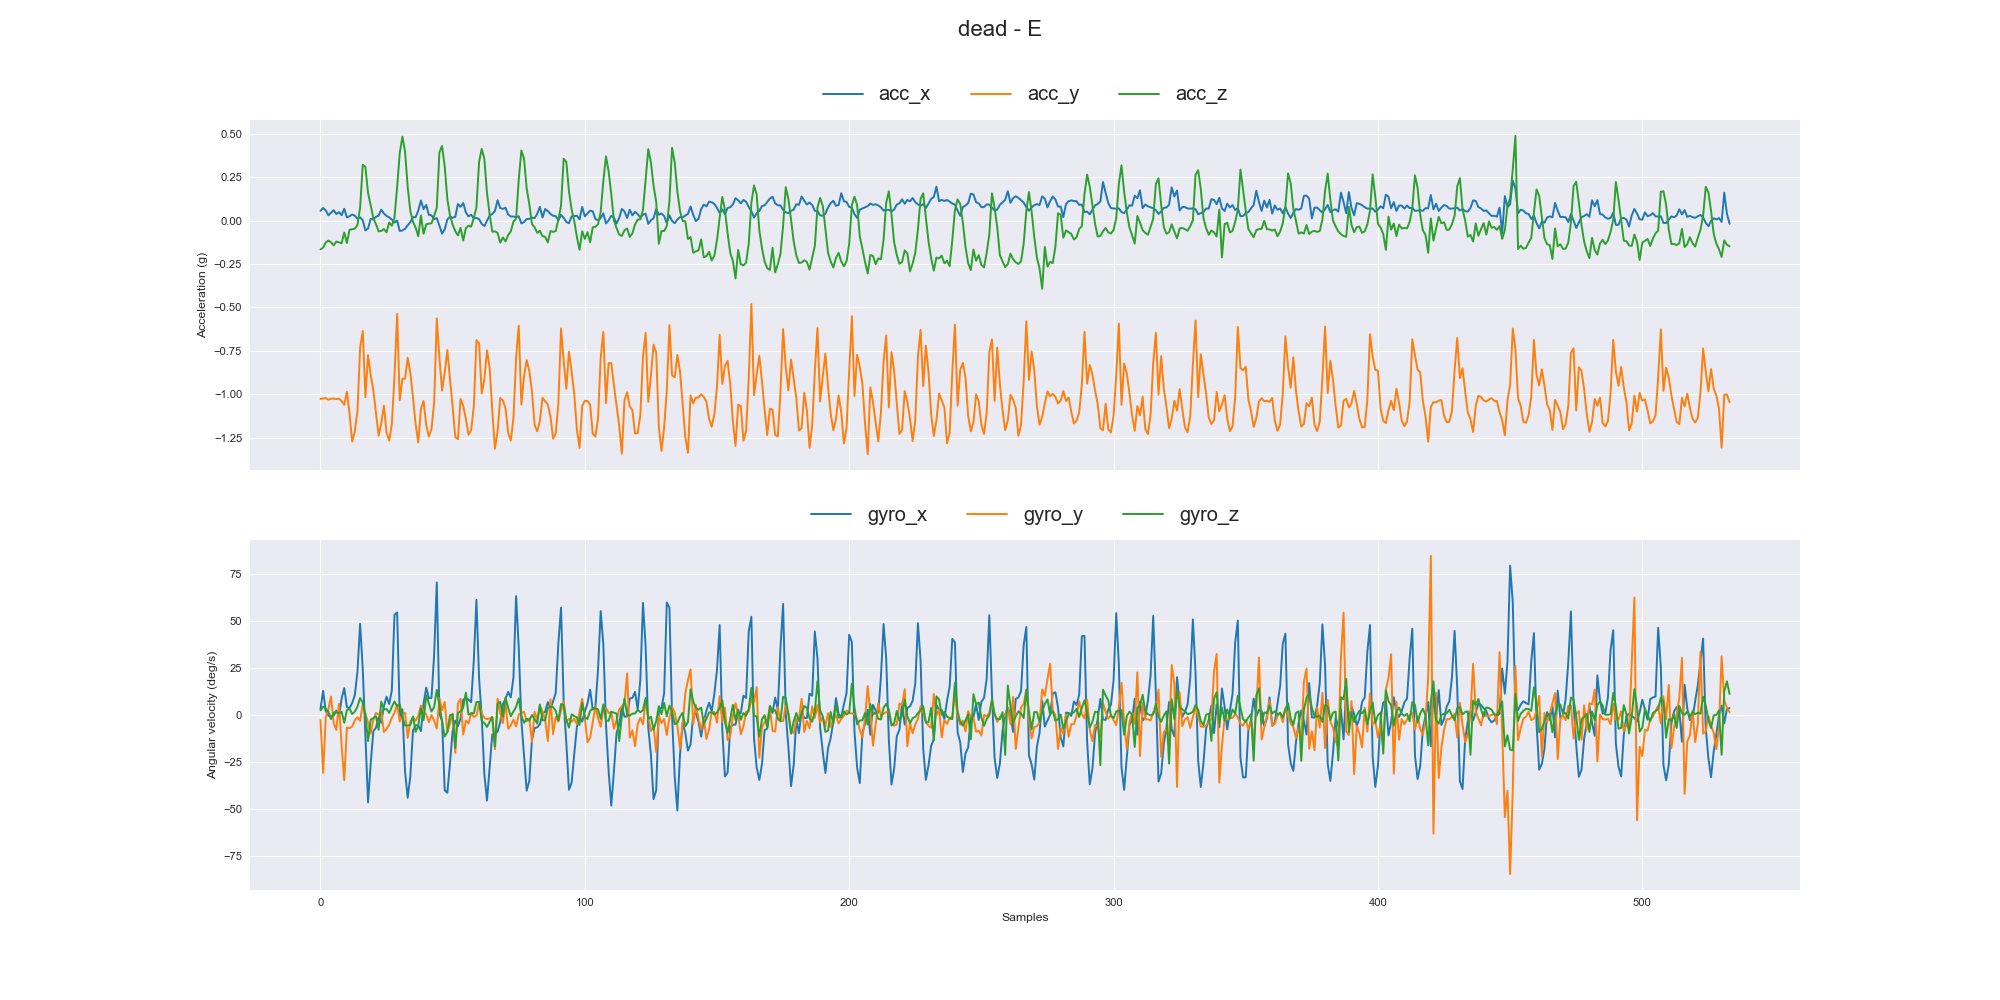 dead - E
acc_x acc_y acc_z
0.50
0.25
0.00
−0.25
−0.50
−0.75
−1.00
−1.25
Acceleration (g)
gyro_x gyro_y gyro_z
75
50
25
0
−25
−50
−75
Angular velocity (deg/s)
0 100 200 300 400 500
Samples